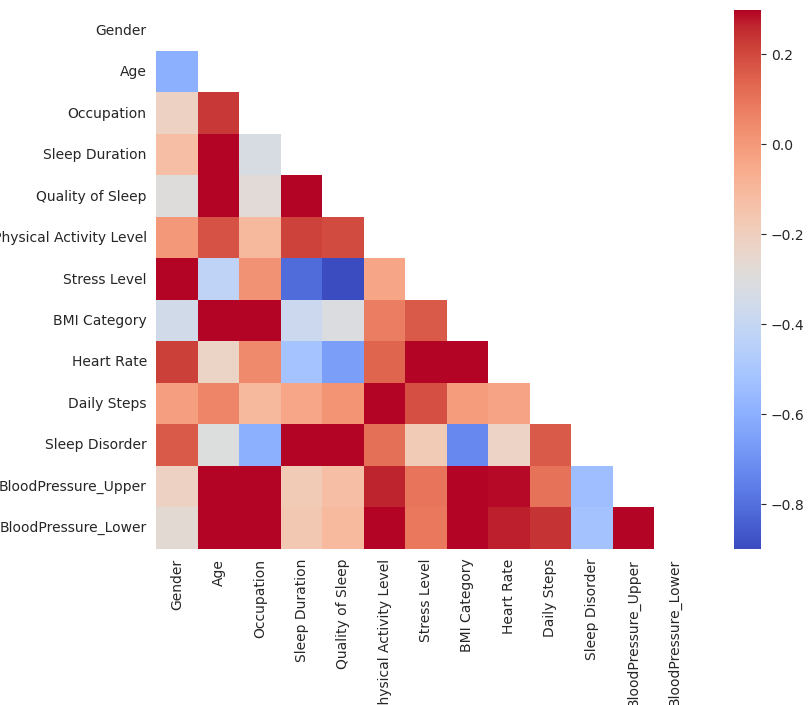 Gender
Age
Occupation
Sleep Duration
Quality of Sleep
Physical Activity Level
Stress Level
BMI Category
Heart Rate
Daily Steps
Sleep Disorder
BloodPressure_Upper
BloodPressure_Lower
Gender
Age
Occupation
Sleep Duration
Quality of Sleep
hysical Activity Level
Stress Level
BMI Category
Heart Rate
Daily Steps
Sleep Disorder
BloodPressure_Upper
BloodPressure_Lower
0.2
0.0
−0.2
−0.4
−0.6
−0.8